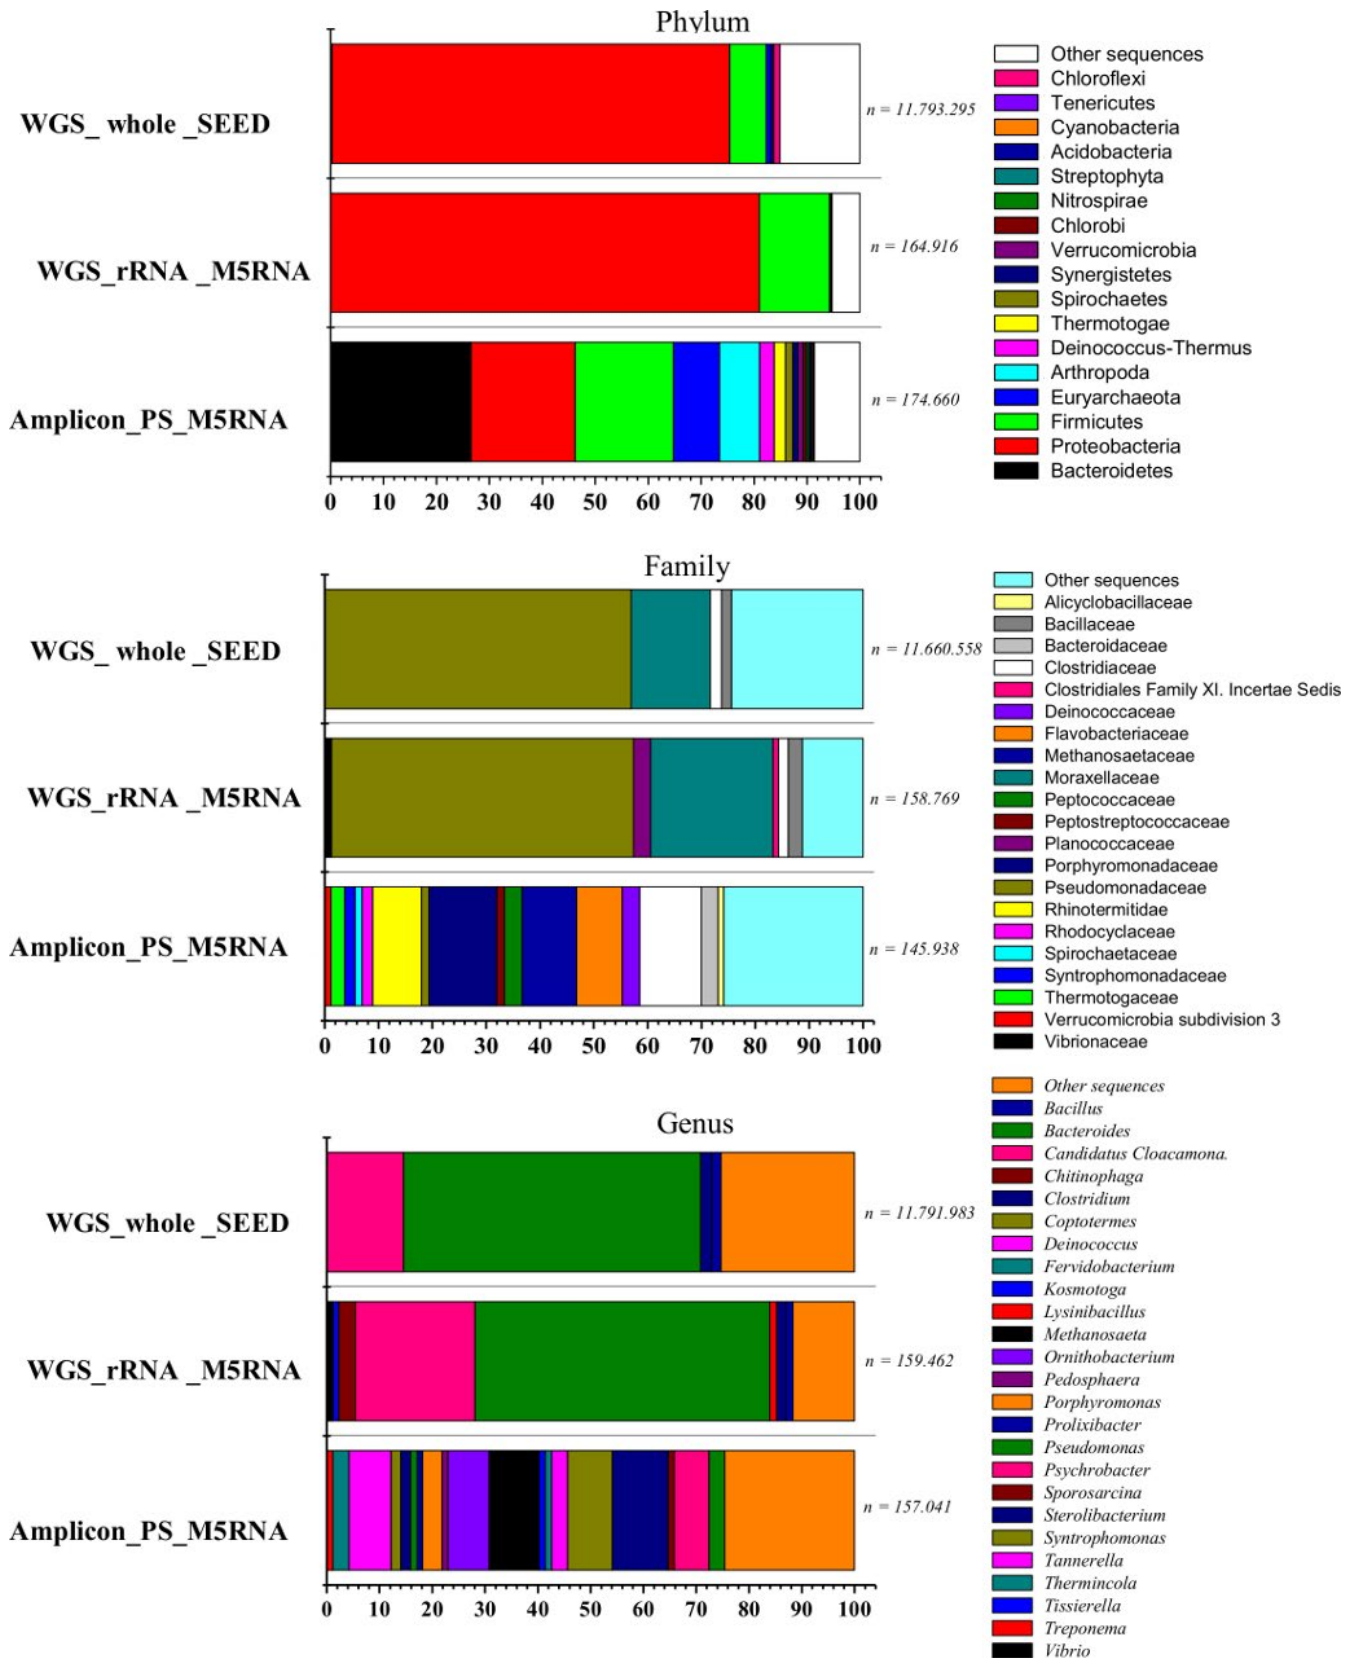 Phylum
WGS_ whole _SEED
n = 11.793.295
WGS_rRNA _M5RNA
n = 164.916
Amplicon_PS_M5RNA
n = 174.660
0 10 20 30 40 50 60 70 80 90 100
Other sequences
Chloroflexi
Tenericutes
Cyanobacteria
Acidobacteria
Streptophyta
Nitrospirae
Chlorobi
Verrucomicrobia
Synergistetes
Spirochaetes
Thermotogae
Deinococcus-Thermus
Arthropoda
Euryarchaeota
Firmicutes
Proteobacteria
Bacteroidetes
Family
WGS_ whole _SEED
n = 11.660.558
WGS_rRNA _M5RNA
n = 158.769
Amplicon_PS_M5RNA
n = 145.938
0 10 20 30 40 50 60 70 80 90 100
Other sequences
Alicyclobacillaceae
Bacillaceae
Bacteroidaceae
Clostridiaceae
Clostridiales Family XI. Incertae Sedis
Deinococcaceae
Flavobacteriaceae
Methanosaetaceae
Moraxellaceae
Peptococcaceae
Peptostreptococcaceae
Planococcaceae
Porphyromonadaceae
Pseudomonadaceae
Rhinotermitidae
Rhodocyclaceae
Spirochaetaceae
Syntrophomonadaceae
Thermotogaceae
Verrucomicrobia subdivision 3
Vibrionaceae
Genus
WGS_whole _SEED
n = 11.791.983
WGS_rRNA _M5RNA
n = 159.462
Amplicon_PS_M5RNA
n = 157.041
0 10 20 30 40 50 60 70 80 90 100
Other sequences
Bacillus
Bacteroides
Candidatus Cloacamona.
Chitinophaga
Clostridium
Coptotermes
Deinococcus
Fervidobacterium
Kosmotoga
Lysinibacillus
Methanosaeta
Ornithobacterium
Pedosphaera
Porphyromonas
Prolixibacter
Pseudomonas
Psychrobacter
Sporosarcina
Sterolibacterium
Syntrophomonas
Tannerella
Thermincola
Tissierella
Treponema
Vibrio